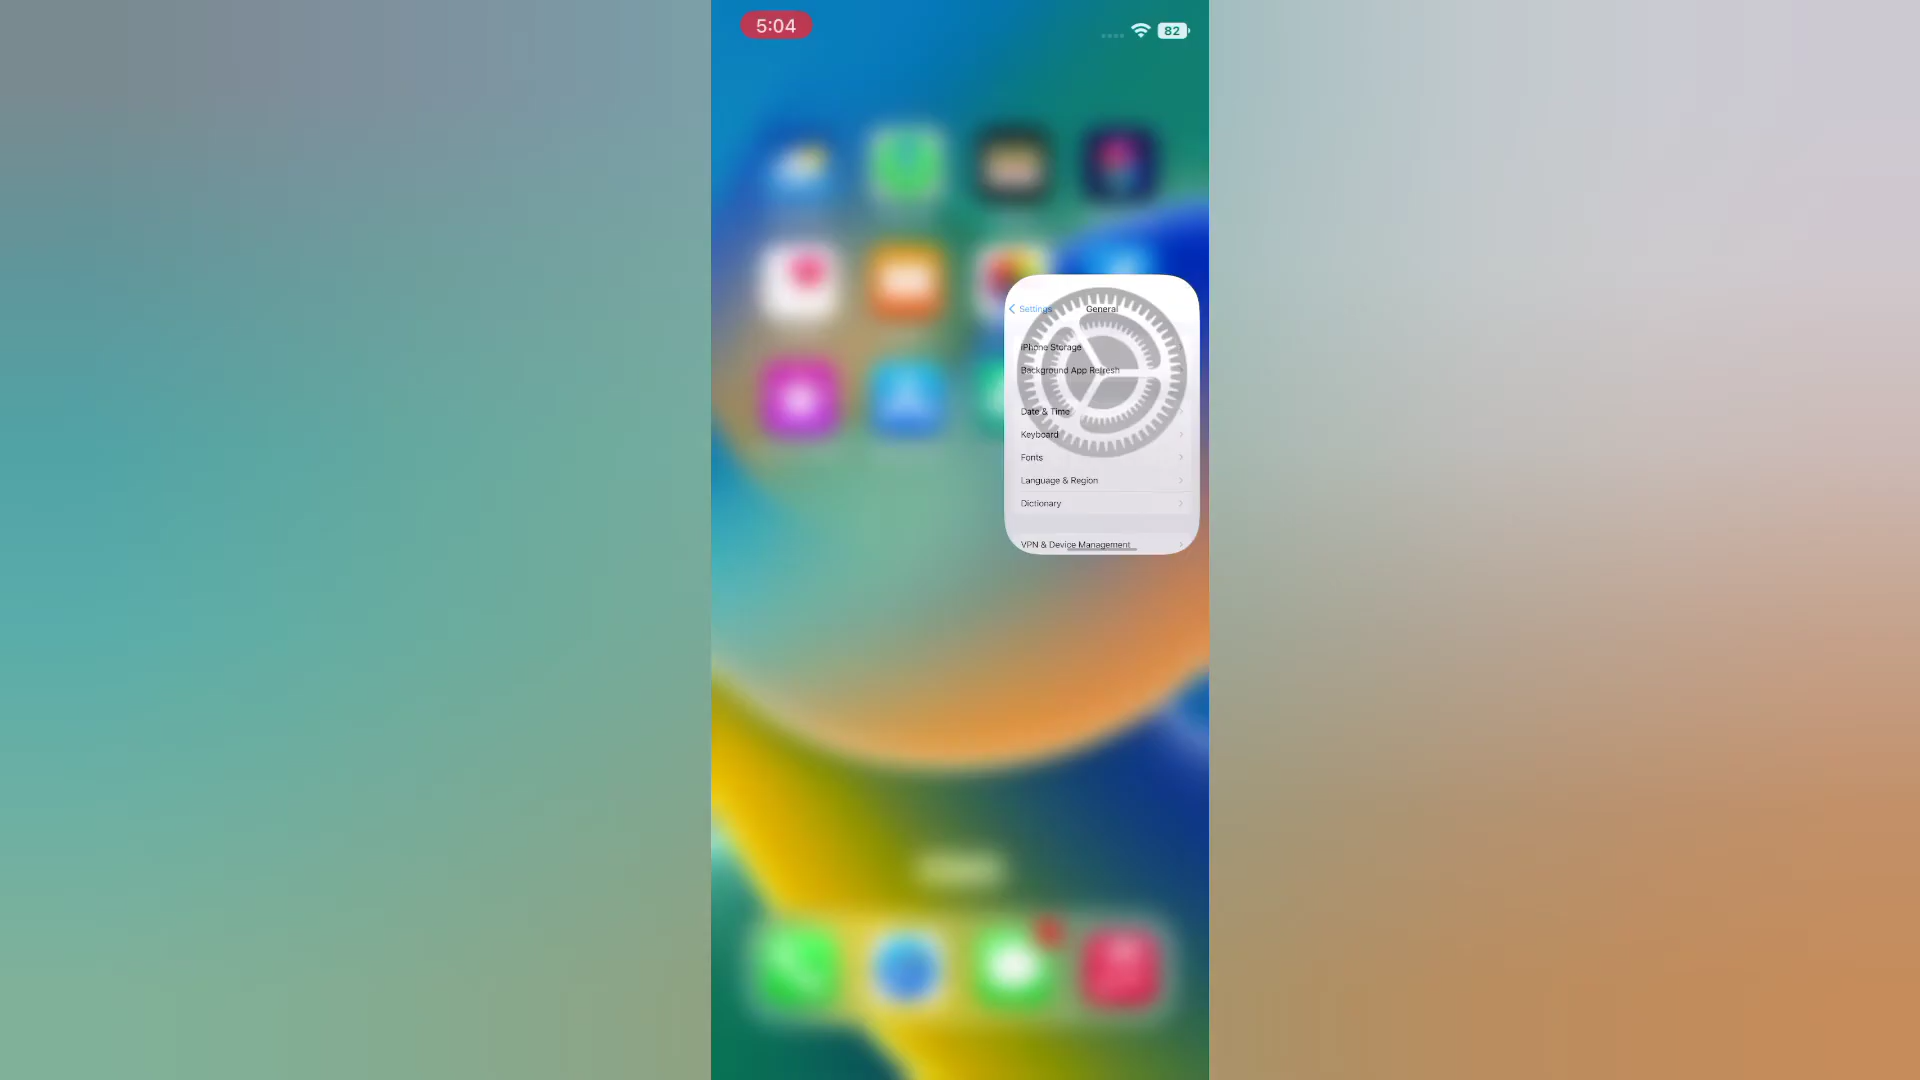 5:04
82
Settings
General
iPhone Storage
Background App Refresh
Date & Time
Keyboard
Fonts
Language & Region
Dictionary
VPN & Device Management